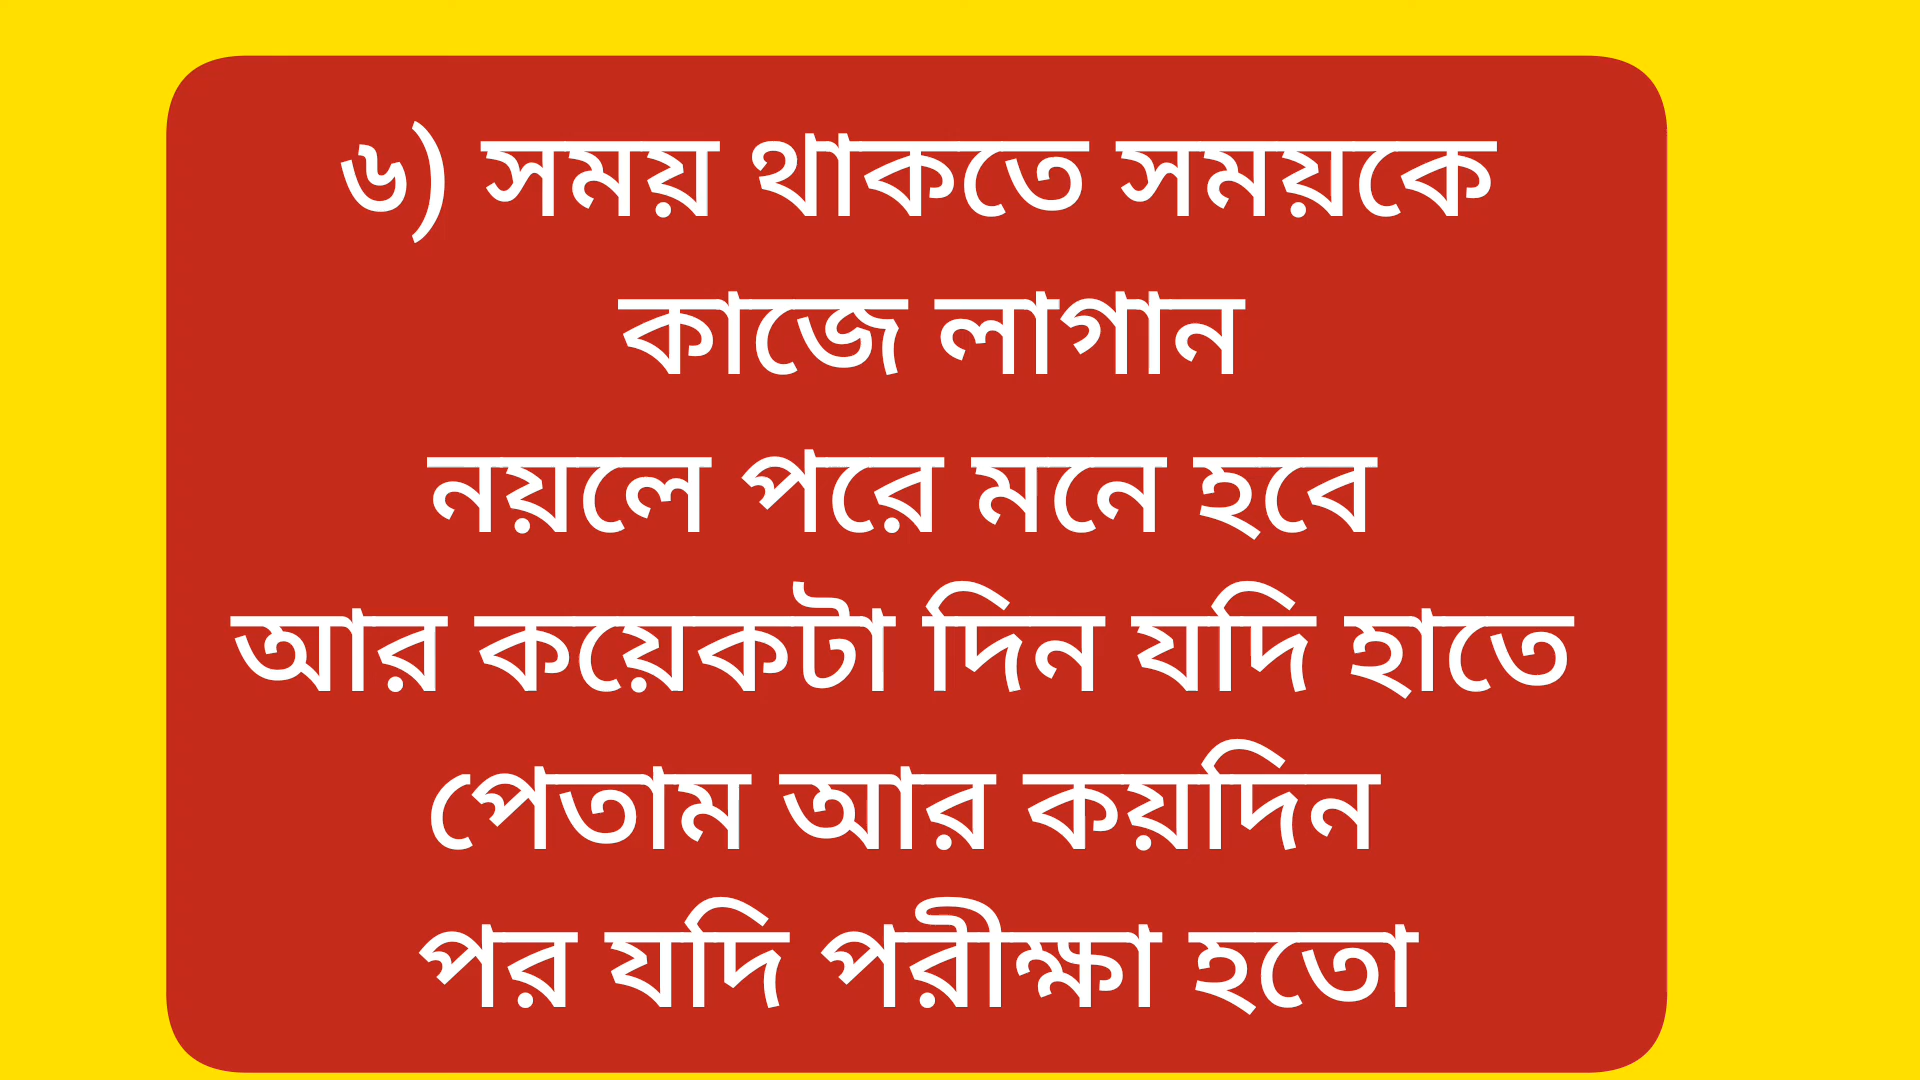 ৬) সময় থাকতে সময়কে
কাজে লাগান
নয়লে পরে মনে হবে
আর কয়েকটা দিন যদি হাতে
পেতাম আর কয়দিন
পর যদি পরীক্ষা হতো